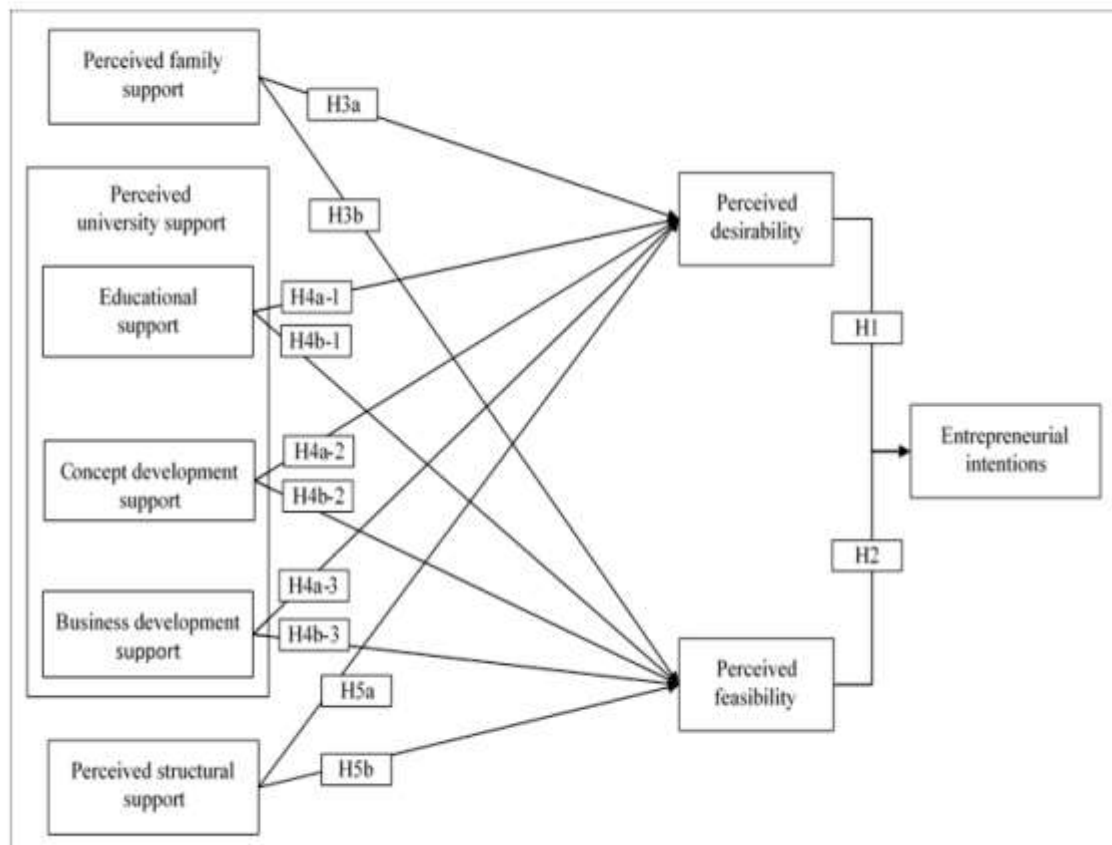 Perceived family
support
H3a
H3b
Perceived
university support
Educational
support
H4a-1
H4b-1
Concept development
support
H4a-2
H4b-2
Business development
support
H4a-3
H4b-3
Perceived structural
support
H5a
H5b
Perceived
desirability
Perceived
feasibility
H1
H2
Entrepreneurial
intentions